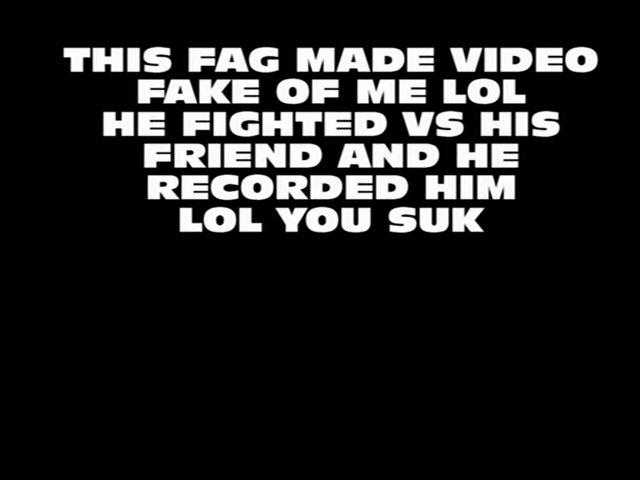 THIS FAG MADE VIDEO
FAKE OF ME LOL
HE FIGHTED VS HIS
FRIEND AND HE
RECORDED HIM
LOL YOU SUK